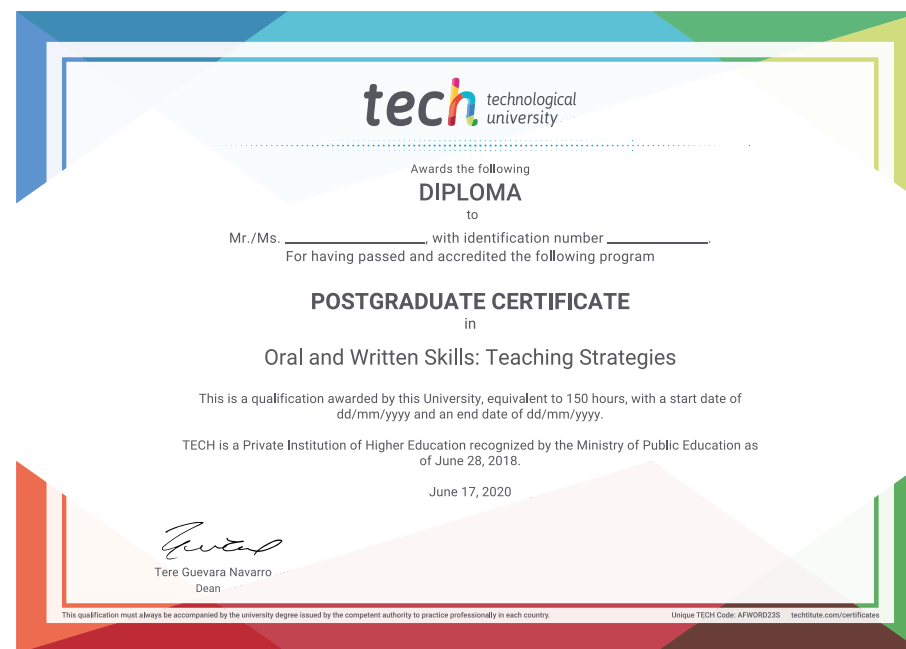 tech technological
university
Awards the following
DIPLOMA
to
Mr./Ms. ____________________, with identification number ______________.
For having passed and accredited the following program
POSTGRADUATE CERTIFICATE
in
Oral and Written Skills: Teaching Strategies
This is a qualification awarded by this University, equivalent to 150 hours, with a start date of
dd/mm/yyyy and an end date of dd/mm/yyyy.
TECH is a Private Institution of Higher Education recognized by the Ministry of Public Education as
of June 28, 2018.
June 17, 2020
Tere Guevara Navarro
Dean
This qualification must always be accompanied by the university degree issued by the competent authority to practice professionally in each country.
Unique TECH Code: AFWORD23S techtitute.com/certificates